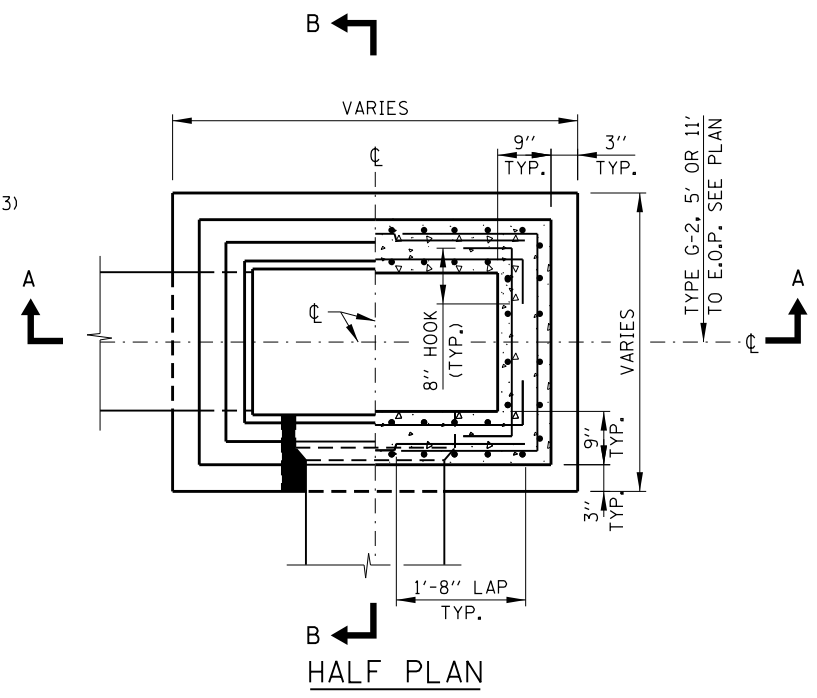 B
VARIES
℄
9'' 3''
TYP. TYP.
3)
TYPE G-2, 5' OR 11'
TO E.O.P. SEE PLAN
A
A
℄
8'' HOOK
(TYP.)
VARIES
℄
9''
TYP.
3''
TYP.
1'-8'' LAP
TYP.
B
HALF PLAN